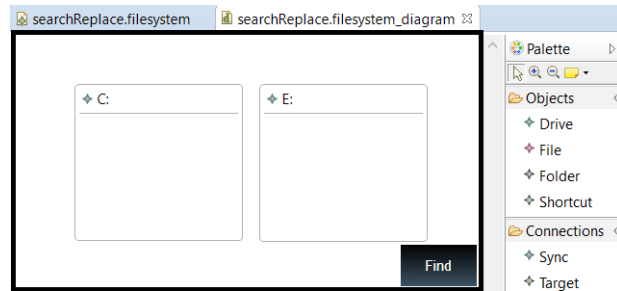 searchReplace.filesystem
searchReplace.filesystem_diagram
C:
E:
Find
Palette
Objects
Drive
File
Folder
Shortcut
Connections
Sync
Target